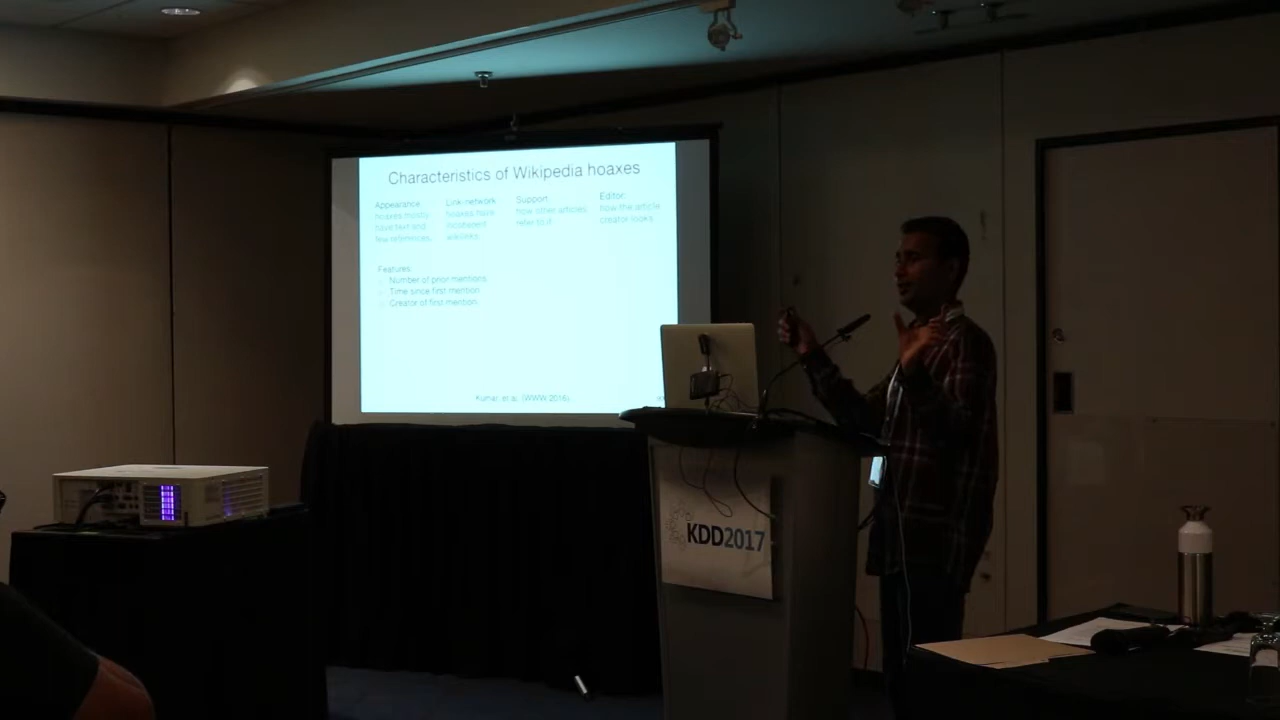 Characteristics of Wikipedia hoaxes
Appearance:
hoaxes mostly
have text and
few references.
Link-network
hoaxes have
incoherent
wikilinks.
Support:
how other articles
refer to it.
Editor:
how the article
creator looks.
Features:
Number of prior mentions
Time since first mention
Creator of first mention
Kumar, et al. (WWW 2016)
KDD2017